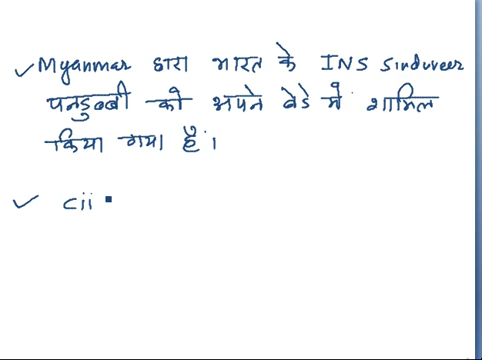 Myanmar द्वारा भारत के INS Sinduveer
पनडुब्बी को अपने बेडे में शामिल
किया गया है।
cii